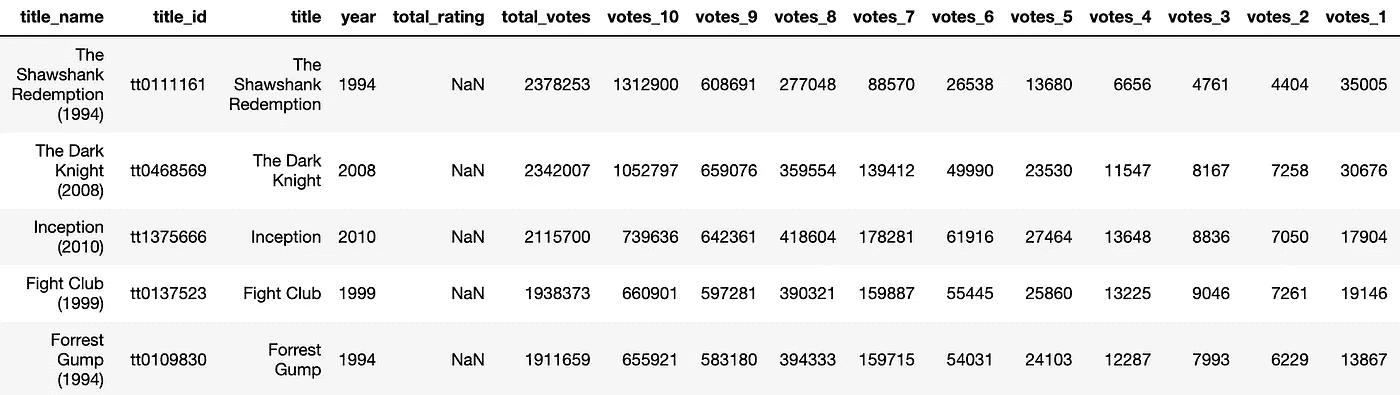 title_name title_id title year total_rating total_votes votes_10 votes_9 votes_8 votes_7 votes_6 votes_5 votes_4 votes_3 votes_2 votes_1
The Shawshank Redemption (1994) tt0111161 The Shawshank Redemption 1994 NaN 2378253 1312900 608691 277048 88570 26538 13680 6656 4761 4404 35005
The Dark Knight (2008) tt0468569 The Dark Knight 2008 NaN 2342007 1052797 659076 359554 139412 49990 23530 11547 8167 7258 30676
Inception (2010) tt1375666 Inception 2010 NaN 2115700 739636 642361 418604 178281 61916 27464 13648 8836 7050 17904
Fight Club (1999) tt0137523 Fight Club 1999 NaN 1938373 660901 597281 390321 159887 55445 25860 13225 9046 7261 19146
Forrest Gump (1994) tt0109830 Forrest Gump 1994 NaN 1911659 655921 583180 394333 159715 54031 24103 12287 7993 6229 13867